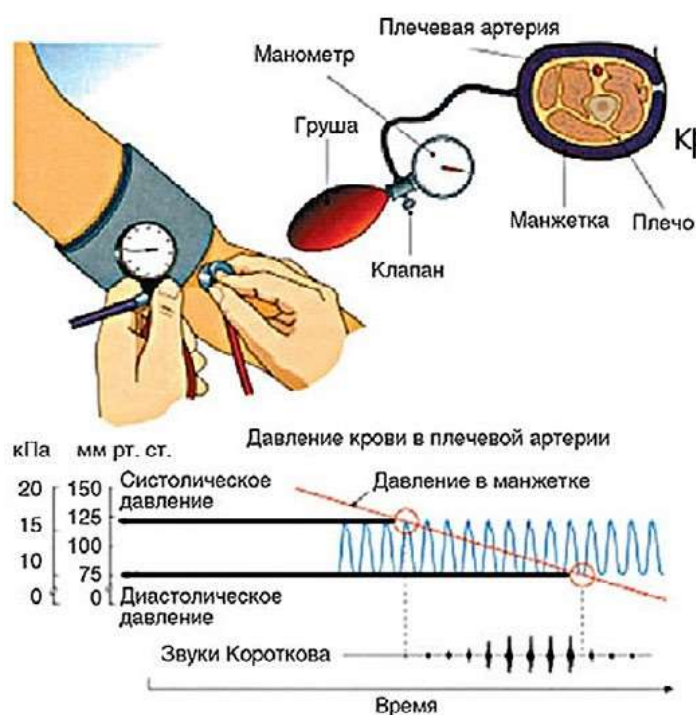 Плечевая артерия
Манометр
Груша
Манжетка
Плечо
Клапан
Давление крови в плечевой артерии
кПа
мм рт. ст.
Систолическое
давление
Давление в манжетке
20
15
10
0
150
125
100
75
0
Диастолическое
давление
Звуки Короткова
Время